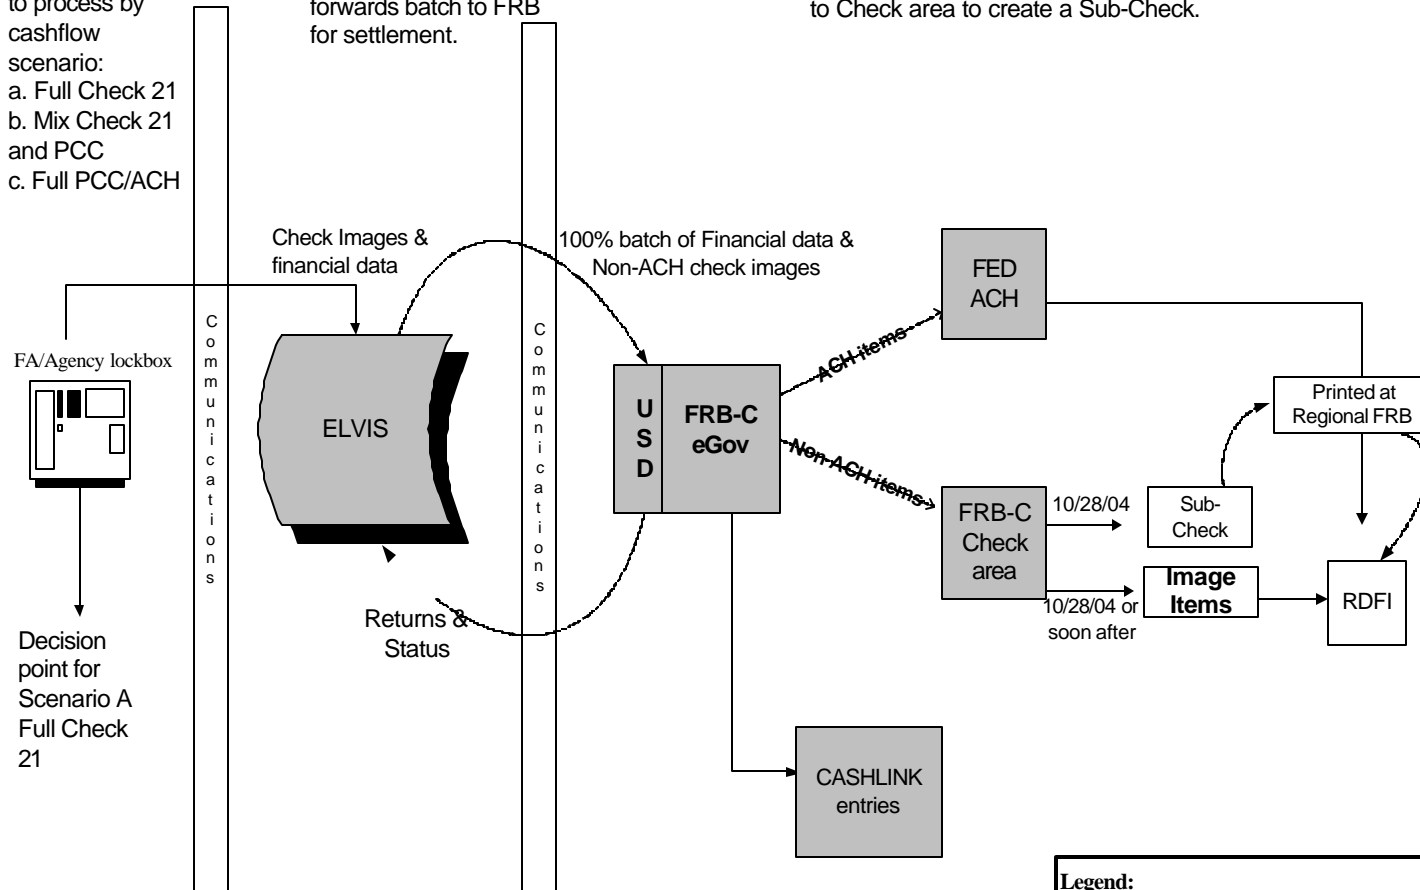 to process by
cashflow
scenario:
a. Full Check 21
b. Mix Check 21
and PCC
c. Full PCC/ACH
forwards batch to FRB
for settlement.
to Check area to create a Sub-Check.
Check Images &
financial data
100% batch of Financial data &
Non-ACH check images
FED
ACH
Communications
Communications
FA/Agency lockbox
ELVIS
USD
FRB-C
eGov
ACH items
Non-ACH items
Printed at
Regional FRB
FRB-C
Check
area
10/28/04
Sub-
Check
10/28/04 or
soon after
Image
Items
RDFI
Returns &
Status
Decision
point for
Scenario A
Full Check
21
CASHLINK
entries
Legend: